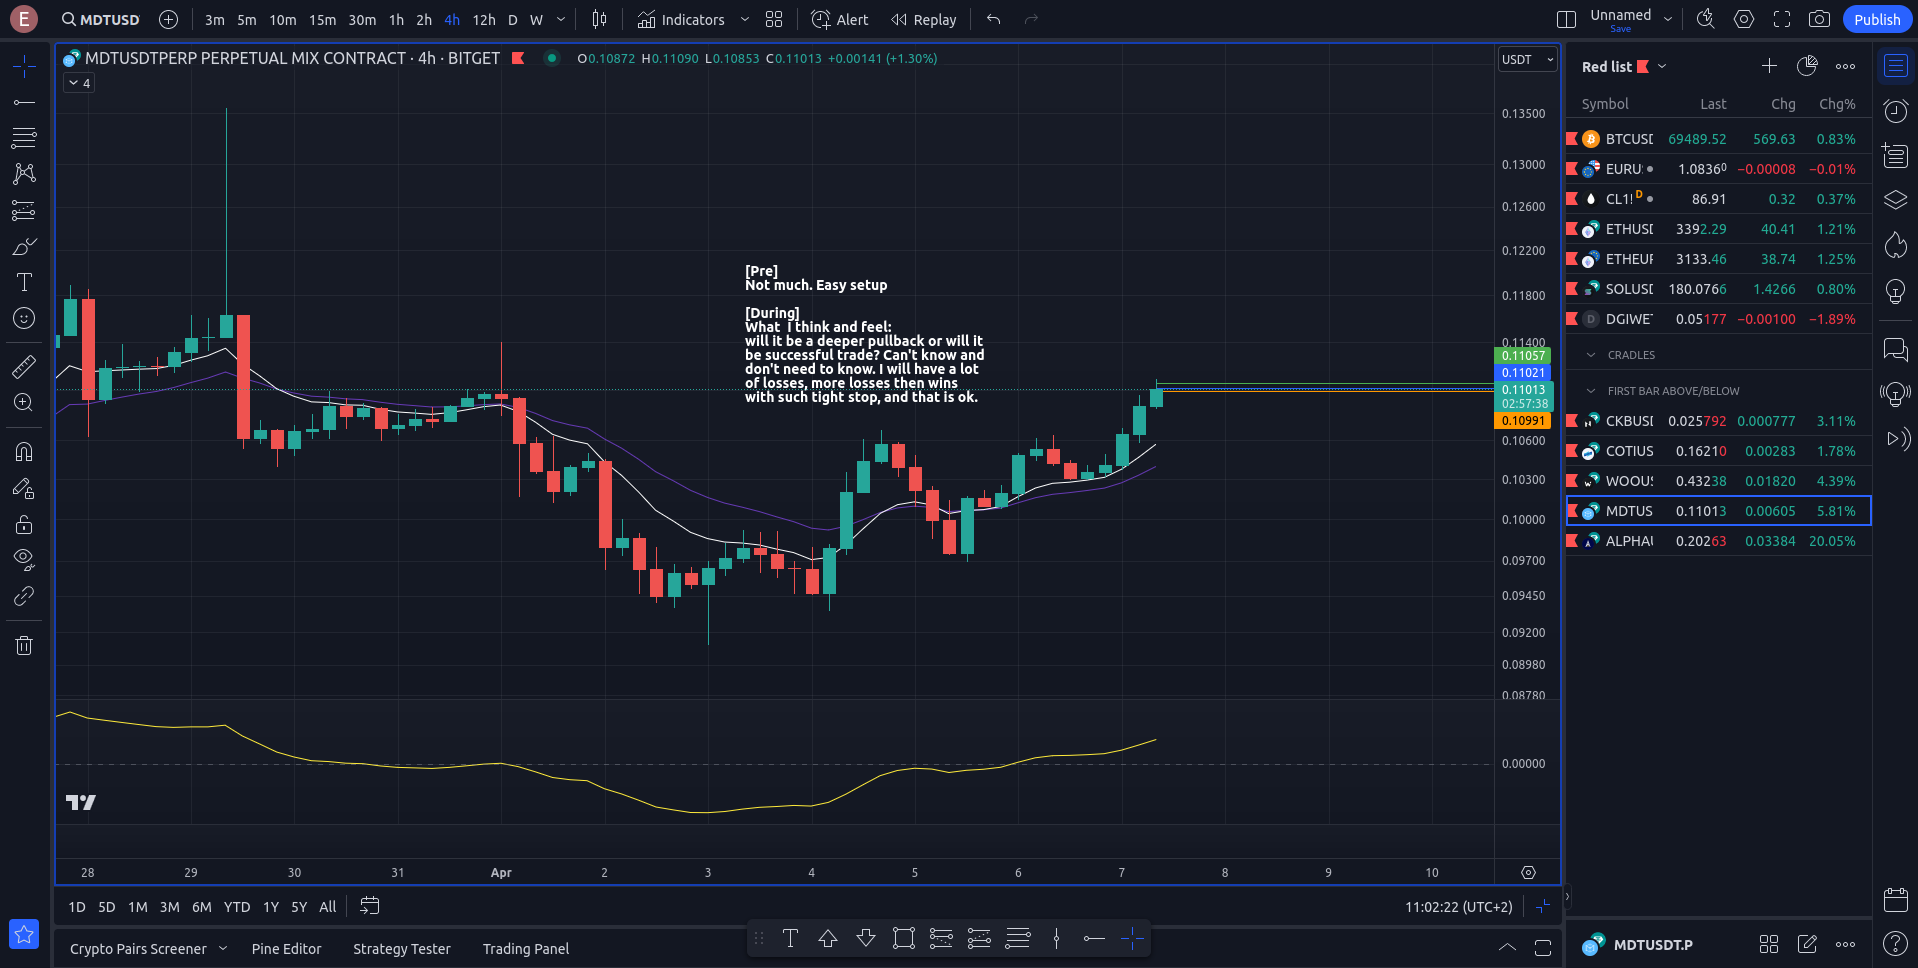 E
MDTUSD
3m 5m 10m 15m 30m 1h 2h 4h 12h D W
Indicators
Alert
Replay
Unnamed
Save
Publish
MDTUSDTPERP PERPETUAL MIX CONTRACT · 4h · BITGET
O0.10872 H0.11090 L0.10853 C0.11013 +0.00141 (+1.30%)
4
USDT
0.13500
0.13000
0.12600
0.12200
0.11800
0.11400
0.11057
0.11021
0.11013
02:57:38
0.10991
0.10600
0.10300
0.10000
0.09700
0.09450
0.09200
0.08980
0.08780
0.00000
[Pre]
Not much. Easy setup
[During]
What I think and feel:
will it be a deeper pullback or will it
be successful trade? Can't know and
don't need to know. I will have a lot
of losses, more losses then wins
with such tight stop, and that is ok.
28 29 30 31 Apr 2 3 4 5 6 7 8 9 10
1D 5D 1M 3M 6M YTD 1Y 5Y All
11:02:22 (UTC+2)
Crypto Pairs Screener Pine Editor Strategy Tester Trading Panel
Red list
Symbol Last Chg Chg%
BTCUSD 69489.52 569.63 0.83%
EURU 1.08360 −0.00008 −0.01%
CL1! D 86.91 0.32 0.37%
ETHUSD 3392.29 40.41 1.21%
ETHEUR 3133.46 38.74 1.25%
SOLUSD 180.0766 1.4266 0.80%
D DGIWE 0.05177 −0.00100 −1.89%
CRADLES
FIRST BAR ABOVE/BELOW
CKBUSD 0.025792 0.000777 3.11%
COTIUS 0.16210 0.00283 1.78%
WOOUS 0.43238 0.01820 4.39%
MDTUS 0.11013 0.00605 5.81%
ALPHAU 0.20263 0.03384 20.05%
MDTUSDT.P